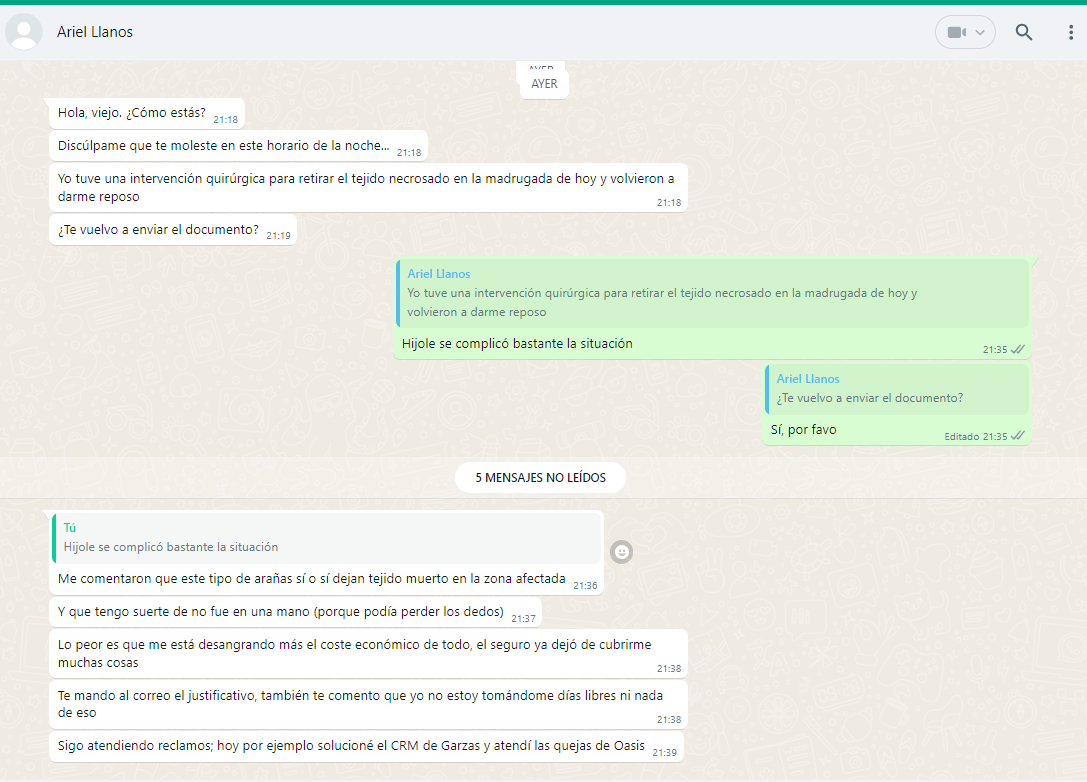 Ariel Llanos
AYER
AYER
Hola, viejo. ¿Cómo estás? 21:18
Discúlpame que te moleste en este horario de la noche... 21:18
Yo tuve una intervención quirúrgica para retirar el tejido necrosado en la madrugada de hoy y volvieron a
darme reposo 21:18
¿Te vuelvo a enviar el documento? 21:19
Ariel Llanos
Yo tuve una intervención quirúrgica para retirar el tejido necrosado en la madrugada de hoy y
volvieron a darme reposo
Hijole se complicó bastante la situación 21:35
Ariel Llanos
¿Te vuelvo a enviar el documento?
Sí, por favo Editado 21:35
5 MENSAJES NO LEÍDOS
Tú
Hijole se complicó bastante la situación
Me comentaron que este tipo de arañas sí o sí dejan tejido muerto en la zona afectada 21:36
Y que tengo suerte de no fue en una mano (porque podía perder los dedos) 21:37
Lo peor es que me está desangrando más el coste económico de todo, el seguro ya dejó de cubrirme
muchas cosas 21:38
Te mando al correo el justificativo, también te comento que yo no estoy tomándome días libres ni nada
de eso 21:38
Sigo atendiendo reclamos; hoy por ejemplo solucioné el CRM de Garzas y atendí las quejas de Oasis 21:39